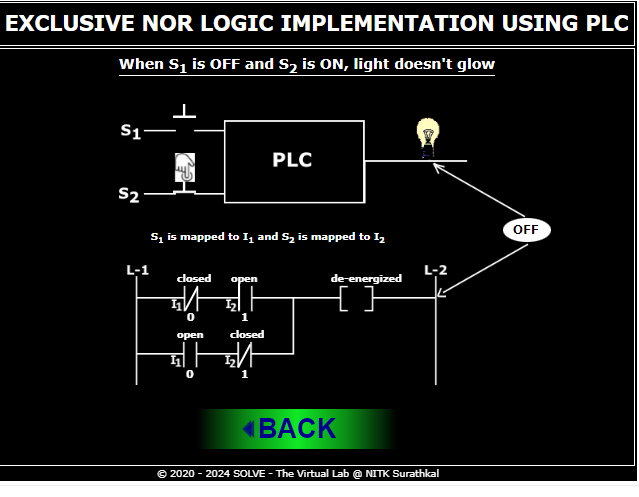 EXCLUSIVE NOR LOGIC IMPLEMENTATION USING PLC
When S₁ is OFF and S₂ is ON, light doesn't glow
S₁
PLC
S₂
OFF
S₁ is mapped to I₁ and S₂ is mapped to I₂
L-1
L-2
closed open de-energized
I₁ I₂
0 1
open closed
I₁ I₂
0 1
BACK
© 2020 - 2024 SOLVE - The Virtual Lab @ NITK Surathkal